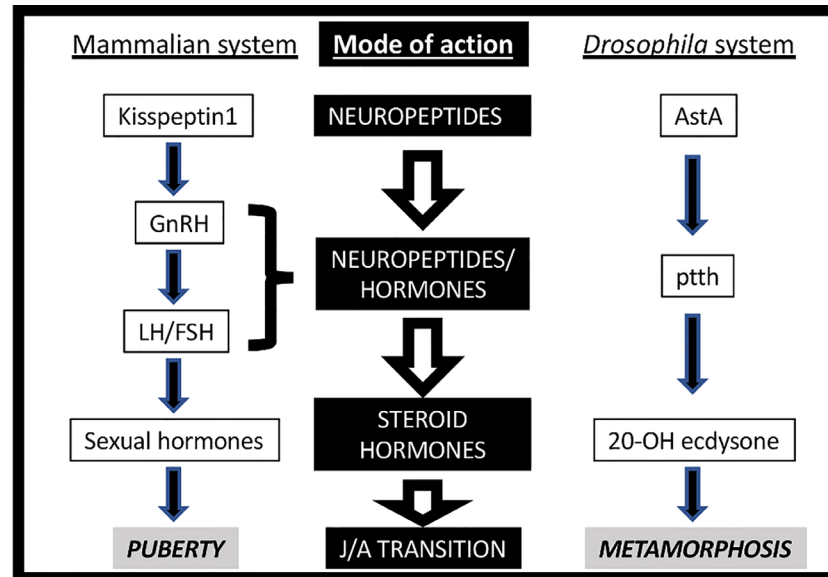 Mammalian system
Mode of action
Drosophila system
Kisspeptin1
NEUROPEPTIDES
AstA
GnRH
NEUROPEPTIDES/
HORMONES
ptth
LH/FSH
Sexual hormones
STEROID
HORMONES
20-OH ecdysone
PUBERTY
J/A TRANSITION
METAMORPHOSIS